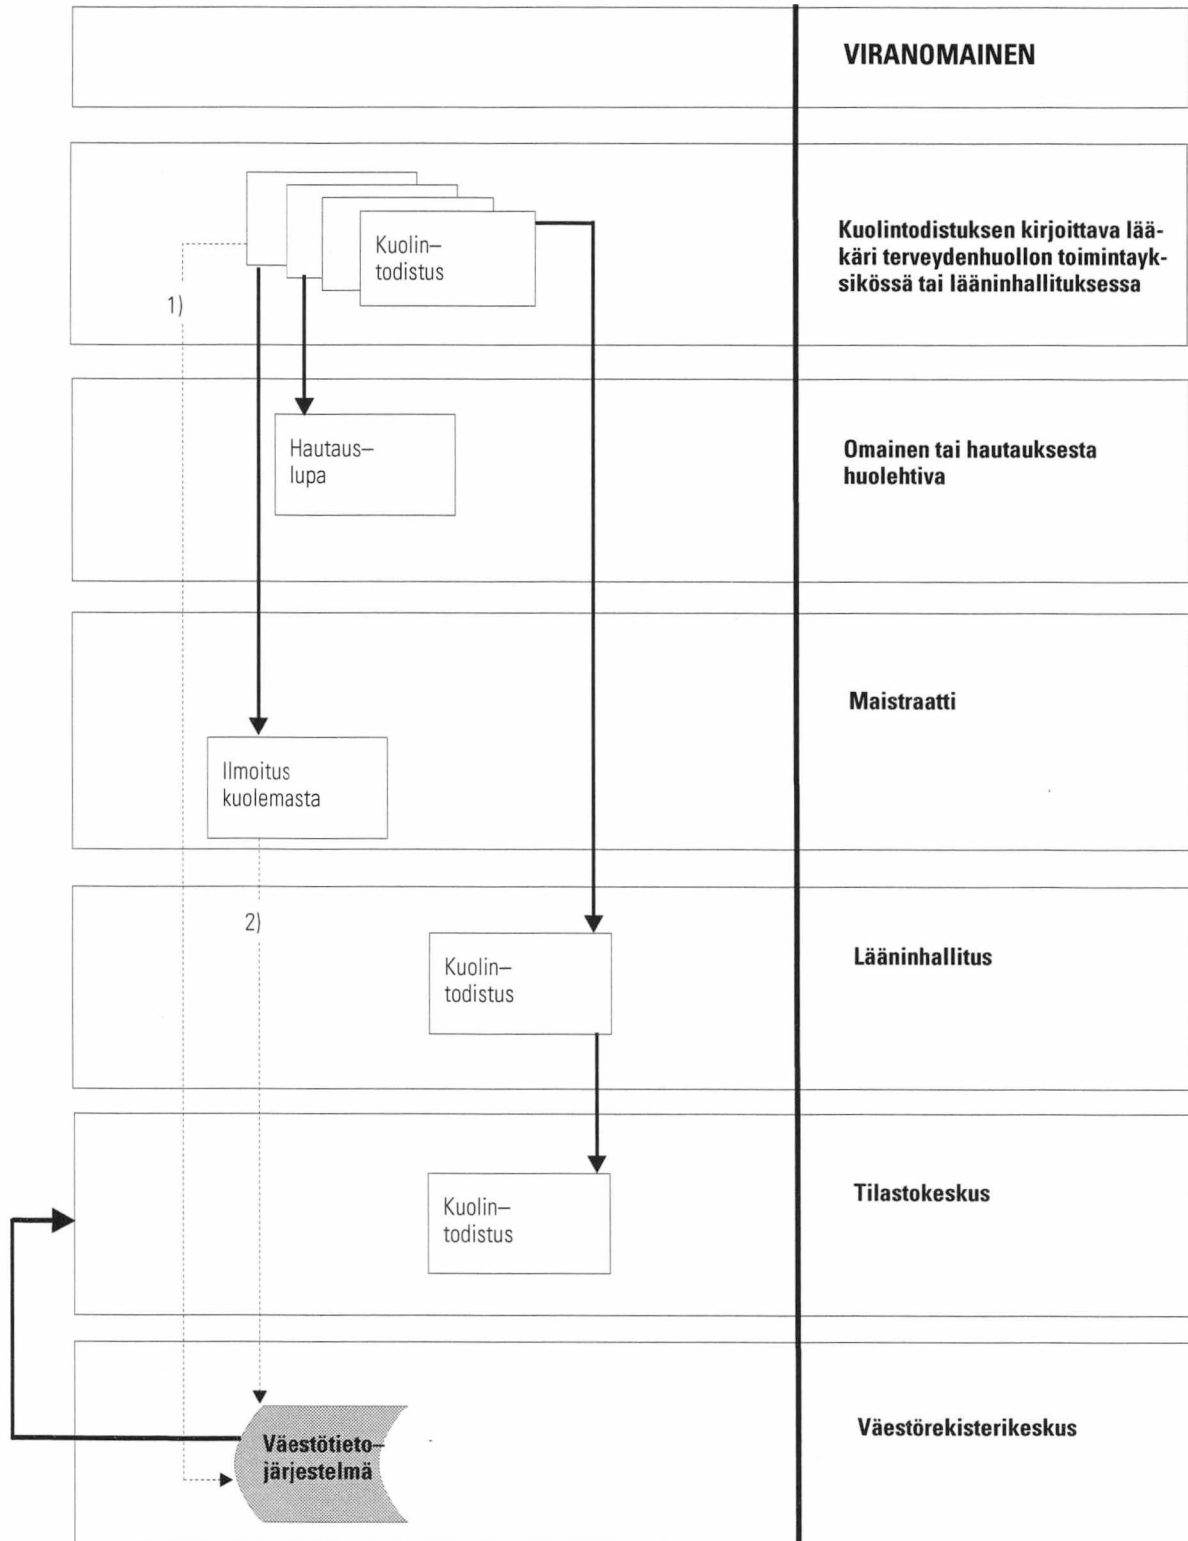 VIRANOMAINEN
Kuolin–
todistus
Kuolintodistuksen kirjoittava lää-
käri terveydenhuollon toimintayk-
sikössä tai lääninhallituksessa
1)
Hautaus–
lupa
Omainen tai hautauksesta
huolehtiva
Maistraatti
Ilmoitus
kuolemasta
2)
Kuolin–
todistus
Lääninhallitus
Kuolin–
todistus
Tilastokeskus
Väestötieto–
järjestelmä
Väestörekisterikeskus